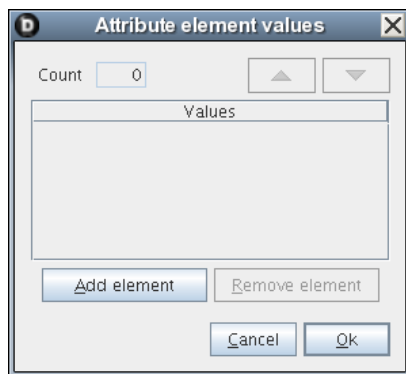 D Attribute element values
Count 0
Values
Add element Remove element
Cancel Ok